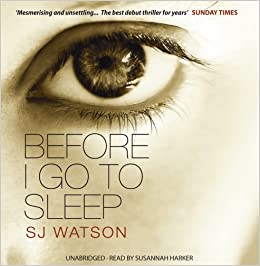 'Mesmerising and unsettling... The best debut thriller for years' SUNDAY TIMES
BEFORE
I GO TO
SLEEP
SJ WATSON
UNABRIDGED · READ BY SUSANNAH HARKER